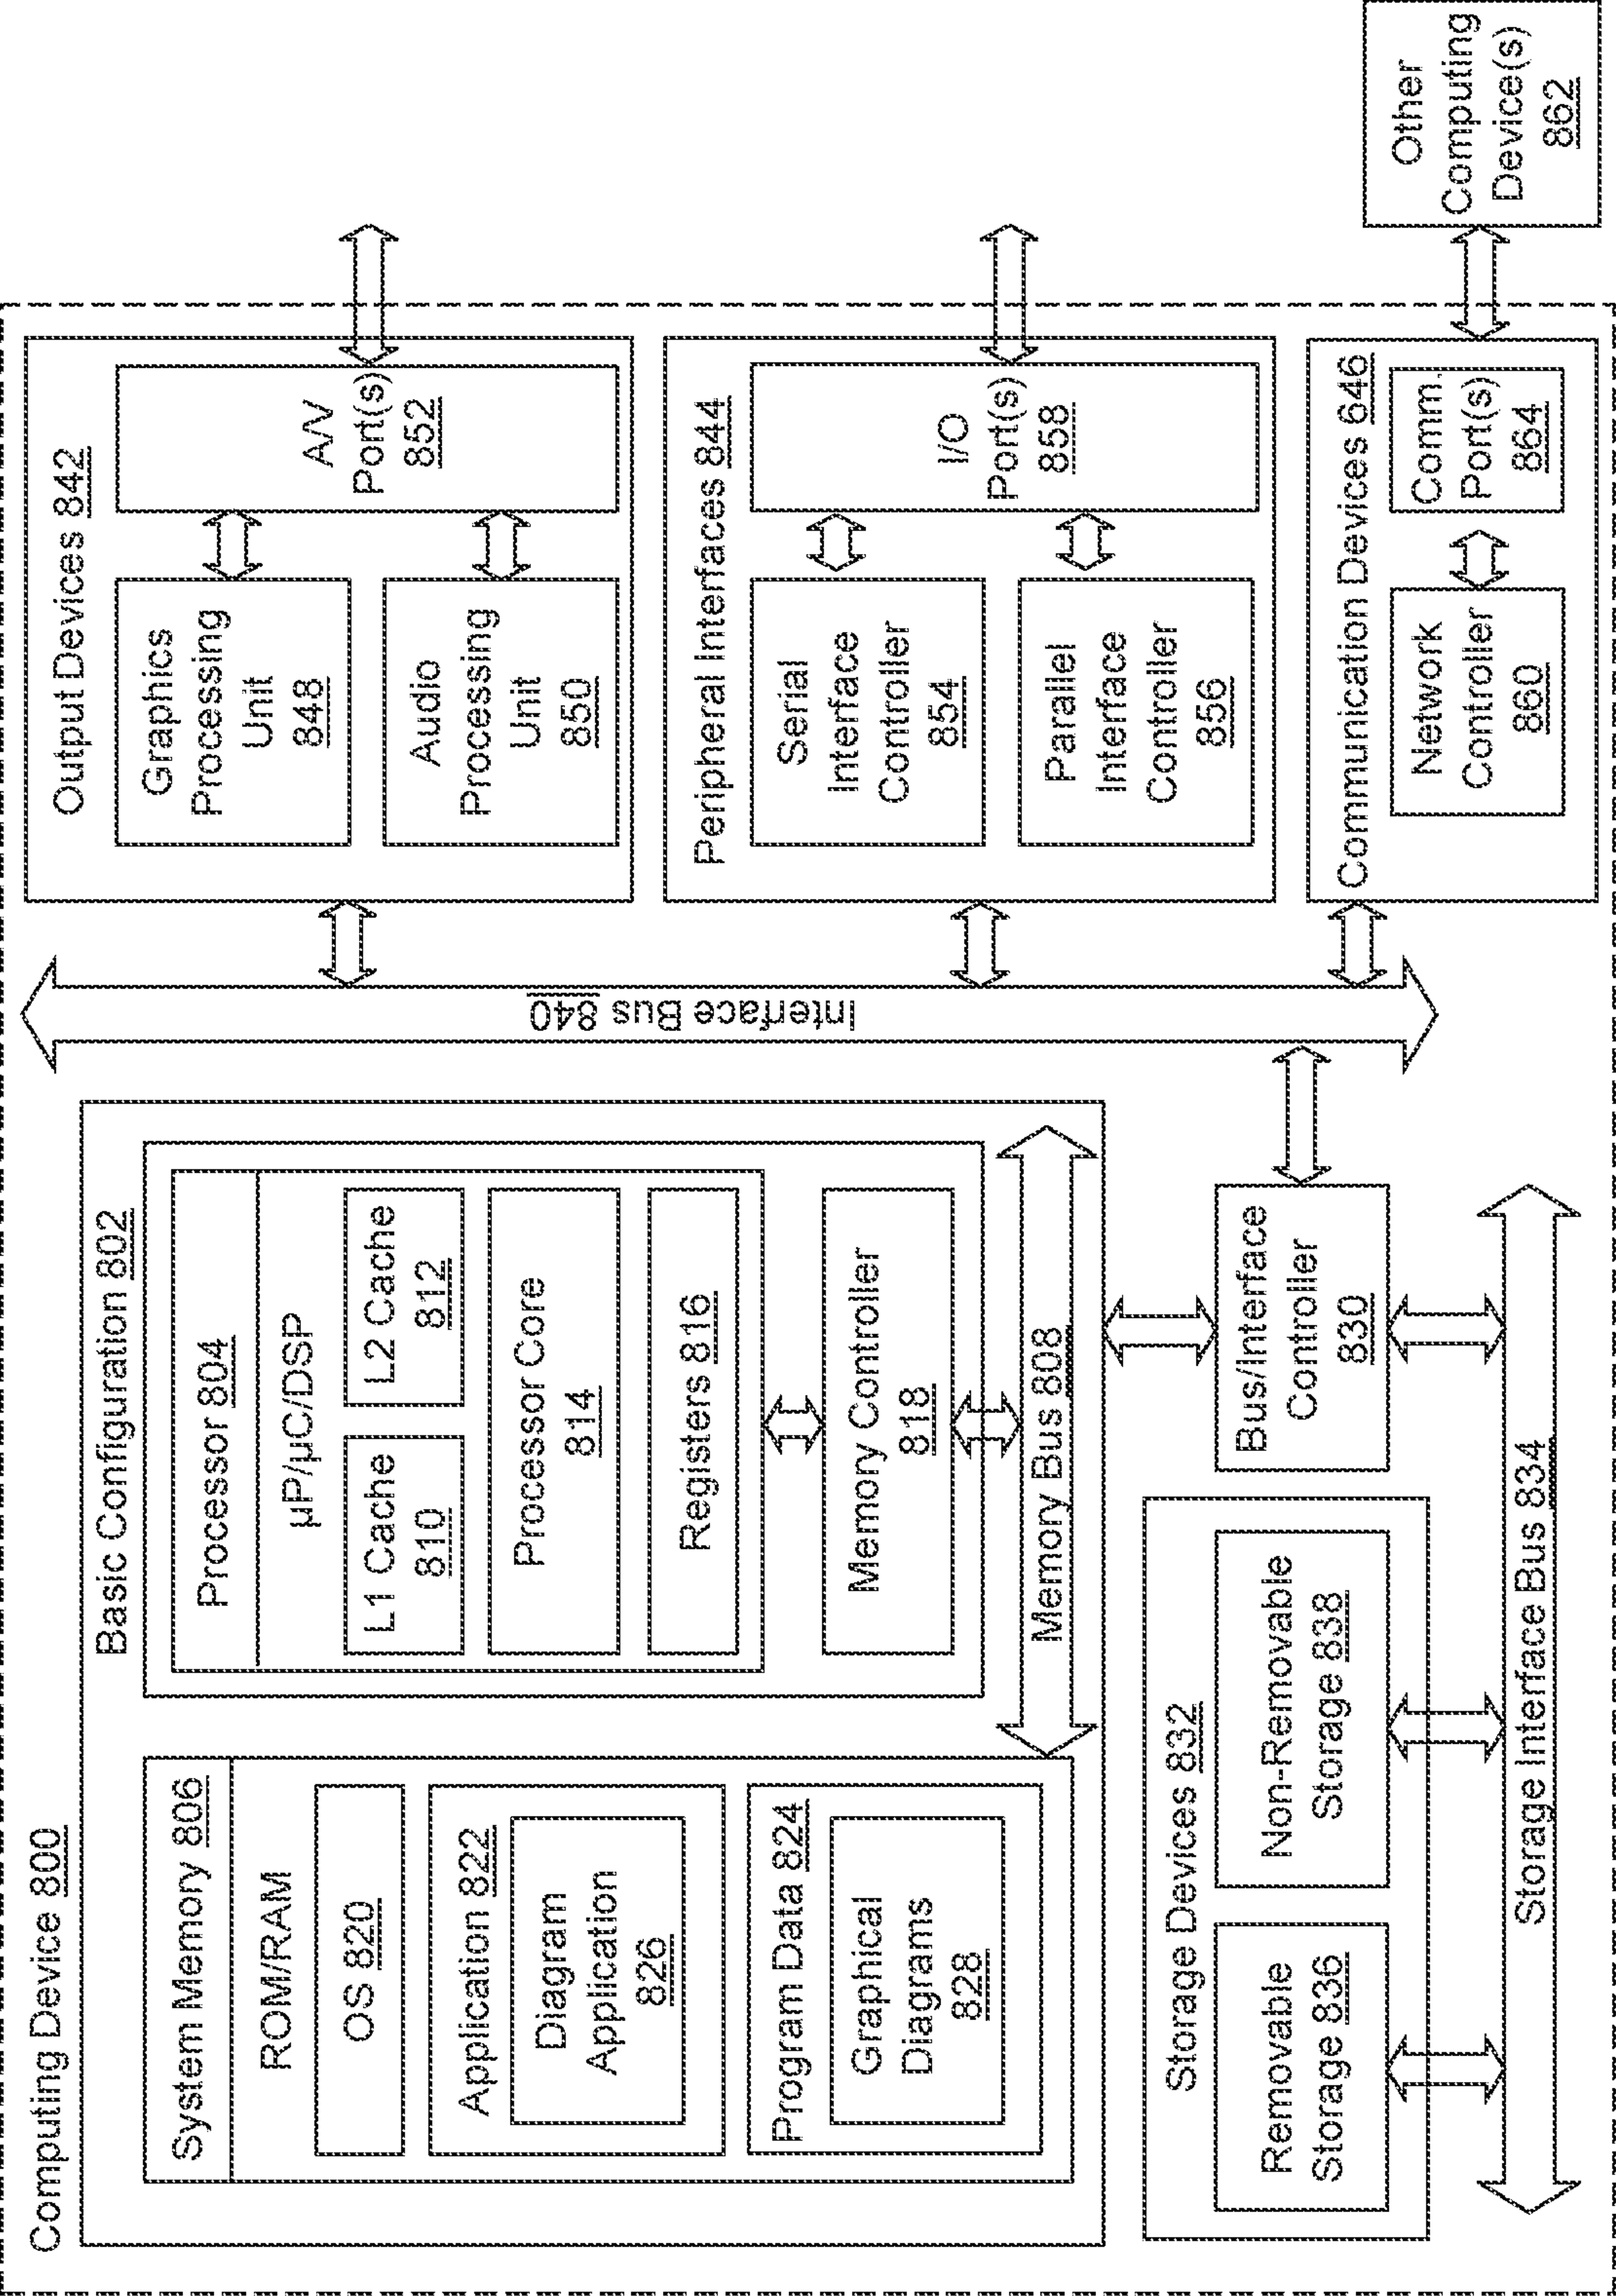 Computing Device 800
Basic Configuration 802
System Memory 806
ROM/RAM
OS 820
Application 822
Diagram
Application
826
Program Data 824
Graphical
Diagrams
828
Processor 804
µP/µC/DSP
L1 Cache
810
L2 Cache
812
Processor Core
814
Registers 816
Memory Controller
818
Memory Bus 808
Bus/Interface
Controller
830
Storage Devices 832
Removable
Storage 836
Non-Removable
Storage 838
Storage Interface Bus 834
Interface Bus 840
Output Devices 842
Graphics
Processing
Unit
848
Audio
Processing
Unit
850
A/V
Port(s)
852
Peripheral Interfaces 844
Serial
Interface
Controller
854
Parallel
Interface
Controller
856
I/O
Port(s)
858
Communication Devices 646
Network
Controller
860
Comm.
Port(s)
864
Other
Computing
Device(s)
862